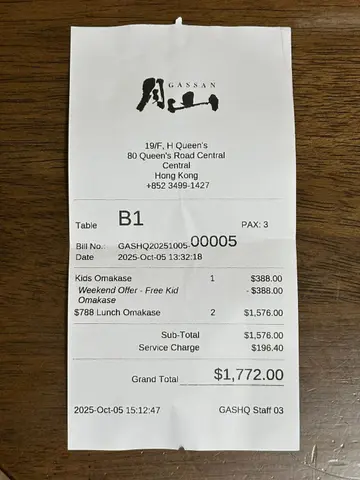 GASSAN
月山
19/F, H Queen's
80 Queen's Road Central
Central
Hong Kong
+852 3499-1427
Table B1 PAX: 3
Bill No.: GASHQ20251005-00005
Date 2025-Oct-05 13:32:18
Kids Omakase 1 $388.00
Weekend Offer - Free Kid - $388.00
Omakase
$788 Lunch Omakase 2 $1,576.00
Sub-Total $1,576.00
Service Charge $196.40
Grand Total $1,772.00
2025-Oct-05 15:12:47 GASHQ Staff 03